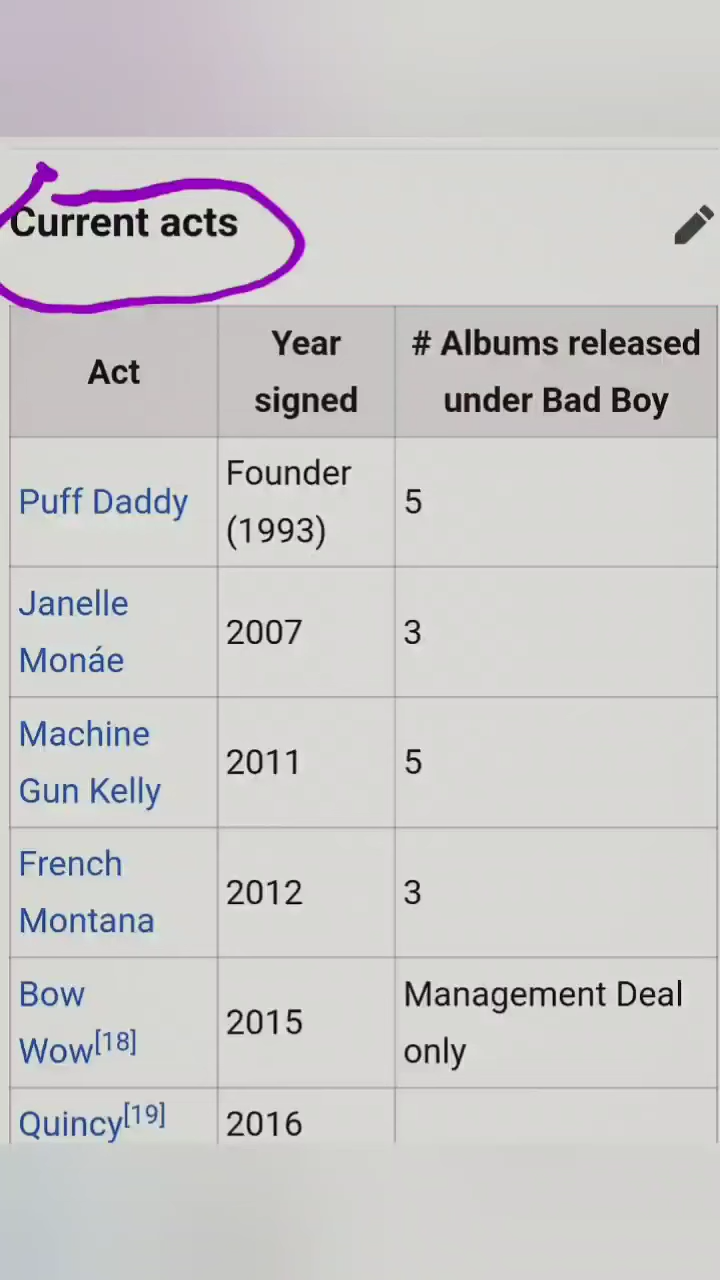 Current acts
Act
Year
signed
# Albums released
under Bad Boy
Puff Daddy
Founder
(1993)
5
Janelle
Monáe
2007
3
Machine
Gun Kelly
2011
5
French
Montana
2012
3
Bow
Wow[18]
2015
Management Deal
only
Quincy[19]
2016